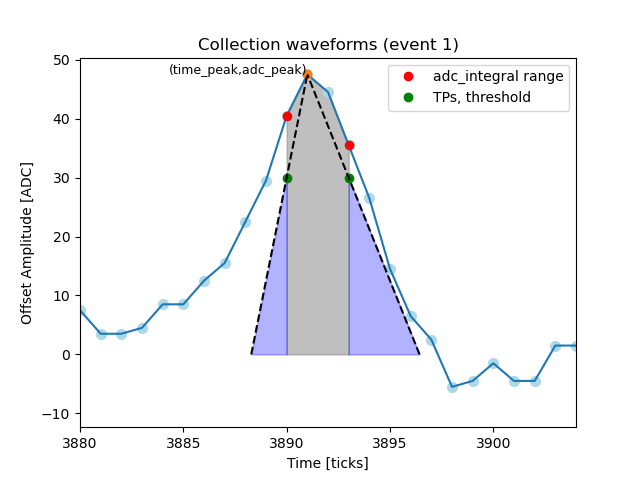 Collection waveforms (event 1)
(time_peak,adc_peak)
adc_integral range
TPs, threshold
Offset Amplitude [ADC]
50
40
30
20
10
0
−10
3880
3885
3890
3895
3900
Time [ticks]